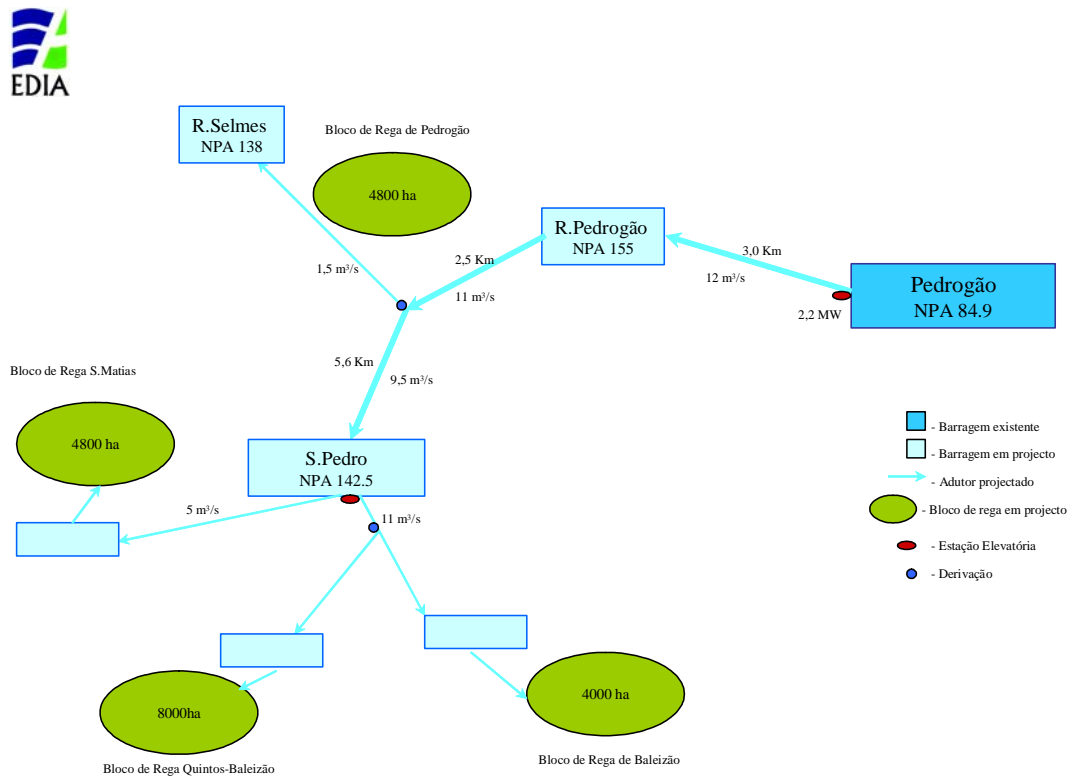 EDIA
R.Selmes
NPA 138
Bloco de Rega de Pedrogão
4800 ha
R.Pedrogão
NPA 155
3,0 Km
12 m³/s
Pedrogão
NPA 84.9
2,2 MW
2,5 Km
11 m³/s
1,5 m³/s
5,6 Km
9,5 m³/s
Bloco de Rega S.Matias
4800 ha
S.Pedro
NPA 142.5
5 m³/s
11 m³/s
- Barragem existente
- Barragem em projecto
- Adutor projectado
- Bloco de rega em projecto
- Estação Elevatória
- Derivação
8000ha
Bloco de Rega Quintos-Baleizão
4000 ha
Bloco de Rega de Baleizão